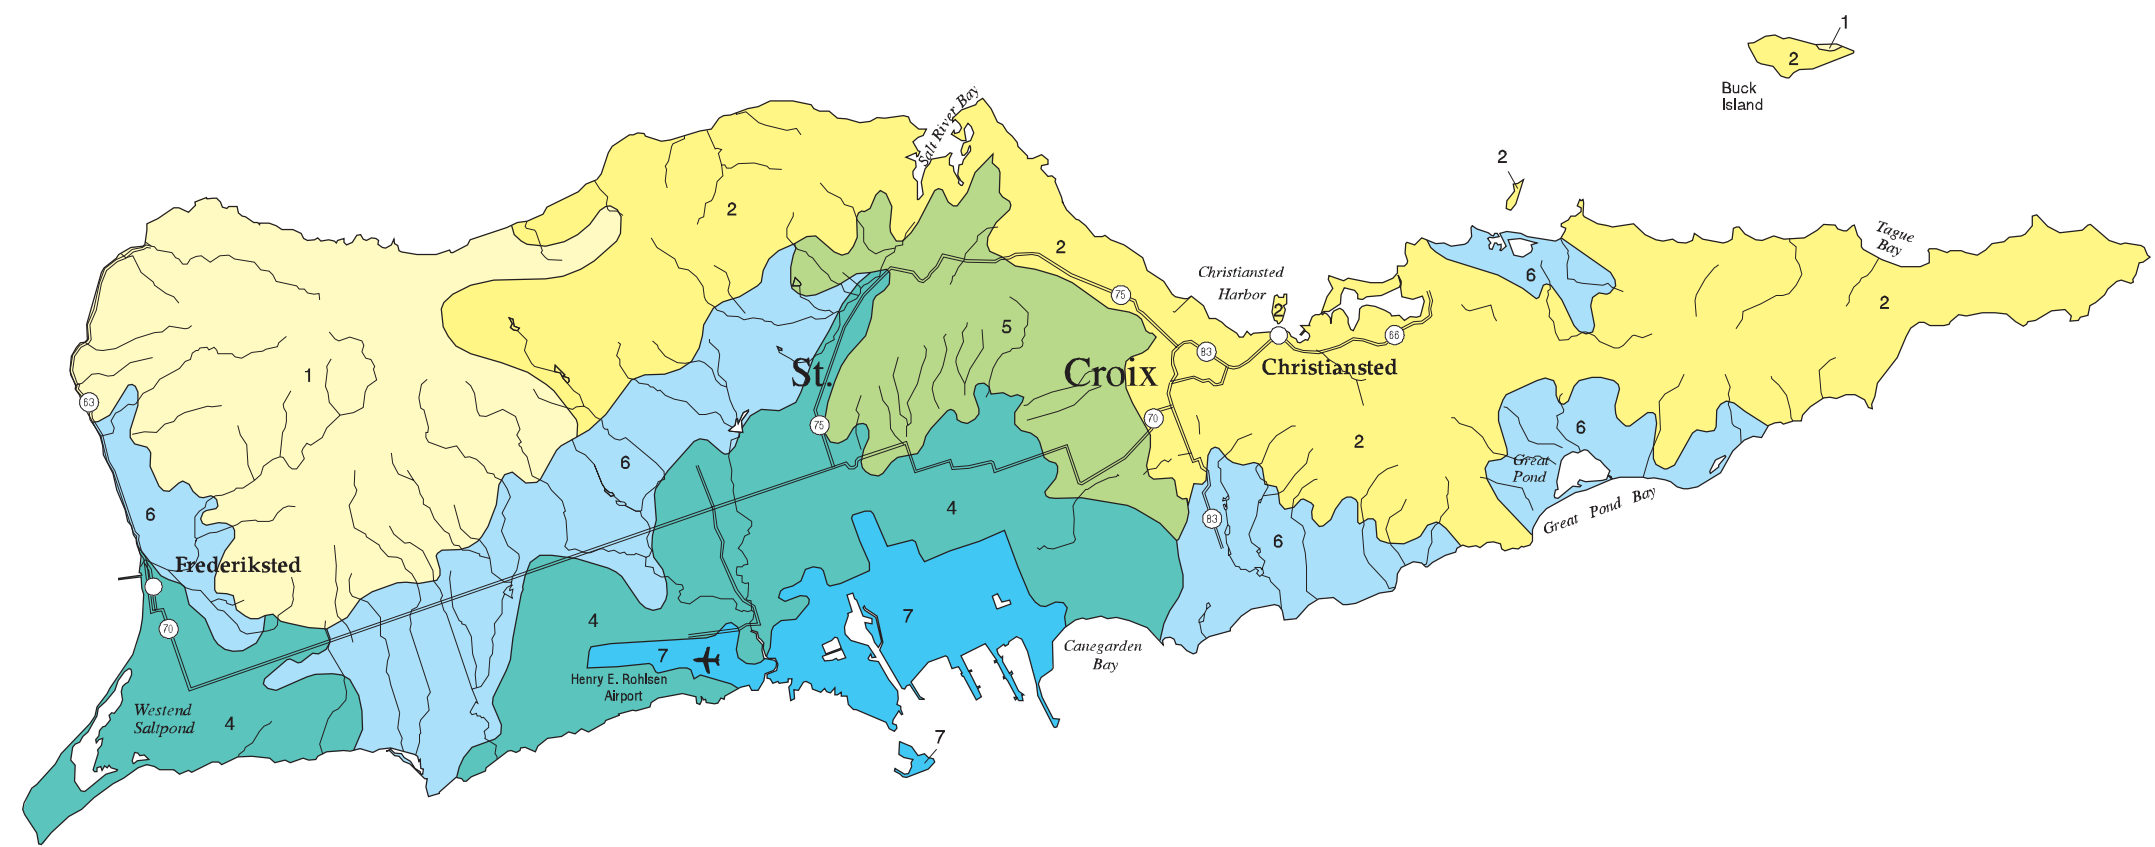 1
2
Buck
Island
Salt River Bay
2
2
2
Tague
Bay
Christiansted
Harbor
6
75
2
2
5
83
66
1
St.
Croix
Christiansted
63
70
75
6
2
6
Great
Pond
Great Pond Bay
6
4
83
6
Frederiksted
70
4
7
7
Canegarden
Bay
Henry E. Rohlsen
Airport
Westend
Saltpond
4
7